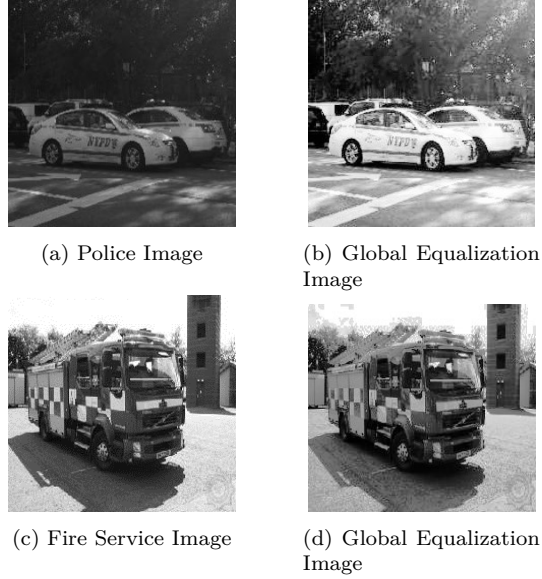 NYPD
NYPD
(a) Police Image
(b) Global Equalization
Image
(c) Fire Service Image
(d) Global Equalization
Image